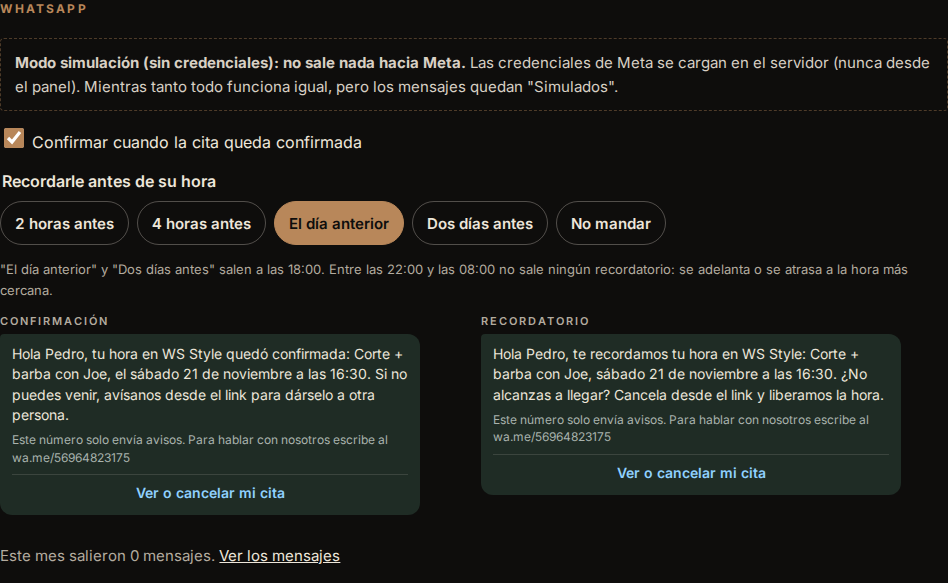 WHATSAPP
Modo simulación (sin credenciales): no sale nada hacia Meta. Las credenciales de Meta se cargan en el servidor (nunca desde
el panel). Mientras tanto todo funciona igual, pero los mensajes quedan "Simulados".
Confirmar cuando la cita queda confirmada
Recordarle antes de su hora
2 horas antes
4 horas antes
El día anterior
Dos días antes
No mandar
"El día anterior" y "Dos días antes" salen a las 18:00. Entre las 22:00 y las 08:00 no sale ningún recordatorio: se adelanta o se atrasa a la hora más
cercana.
CONFIRMACIÓN
Hola Pedro, tu hora en WS Style quedó confirmada: Corte +
barba con Joe, el sábado 21 de noviembre a las 16:30. Si no
puedes venir, avísanos desde el link para dárselo a otra
persona.
Este número solo envía avisos. Para hablar con nosotros escribe al
wa.me/56964823175
Ver o cancelar mi cita
RECORDATORIO
Hola Pedro, te recordamos tu hora en WS Style: Corte +
barba con Joe, sábado 21 de noviembre a las 16:30. ¿No
alcanzas a llegar? Cancela desde el link y liberamos la hora.
Este número solo envía avisos. Para hablar con nosotros escribe al
wa.me/56964823175
Ver o cancelar mi cita
Este mes salieron 0 mensajes. Ver los mensajes